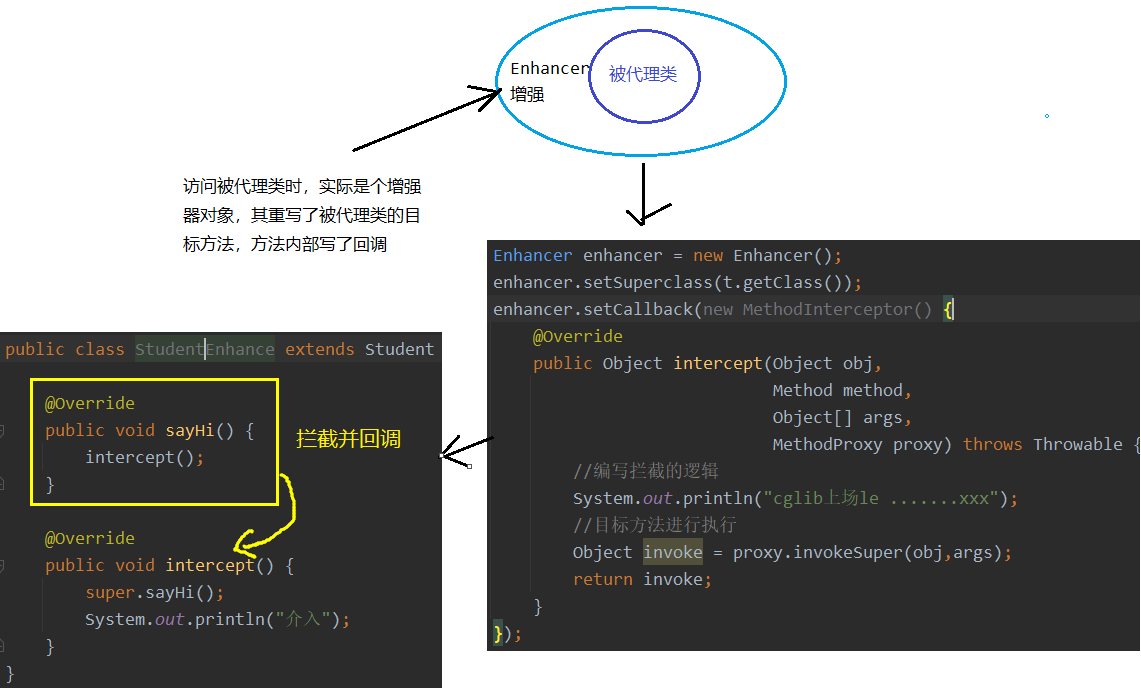 Enhancer
增强
被代理类
访问被代理类时，实际是个增强
器对象，其重写了被代理类的目
标方法，方法内部写了回调
Enhancer enhancer = new Enhancer();
enhancer.setSuperclass(t.getClass());
enhancer.setCallback(new MethodInterceptor() {
@Override
public Object intercept(Object obj,
Method method,
Object[] args,
MethodProxy proxy) throws Throwable {
//编写拦截的逻辑
System.out.println("cglib上场le .......xxx");
//目标方法进行执行
Object invoke = proxy.invokeSuper(obj,args);
return invoke;
}
});
public class StudentEnhance extends Student
@Override
public void sayHi() {
intercept();
}
拦截并回调
@Override
public void intercept() {
super.sayHi();
System.out.println("介入");
}
}